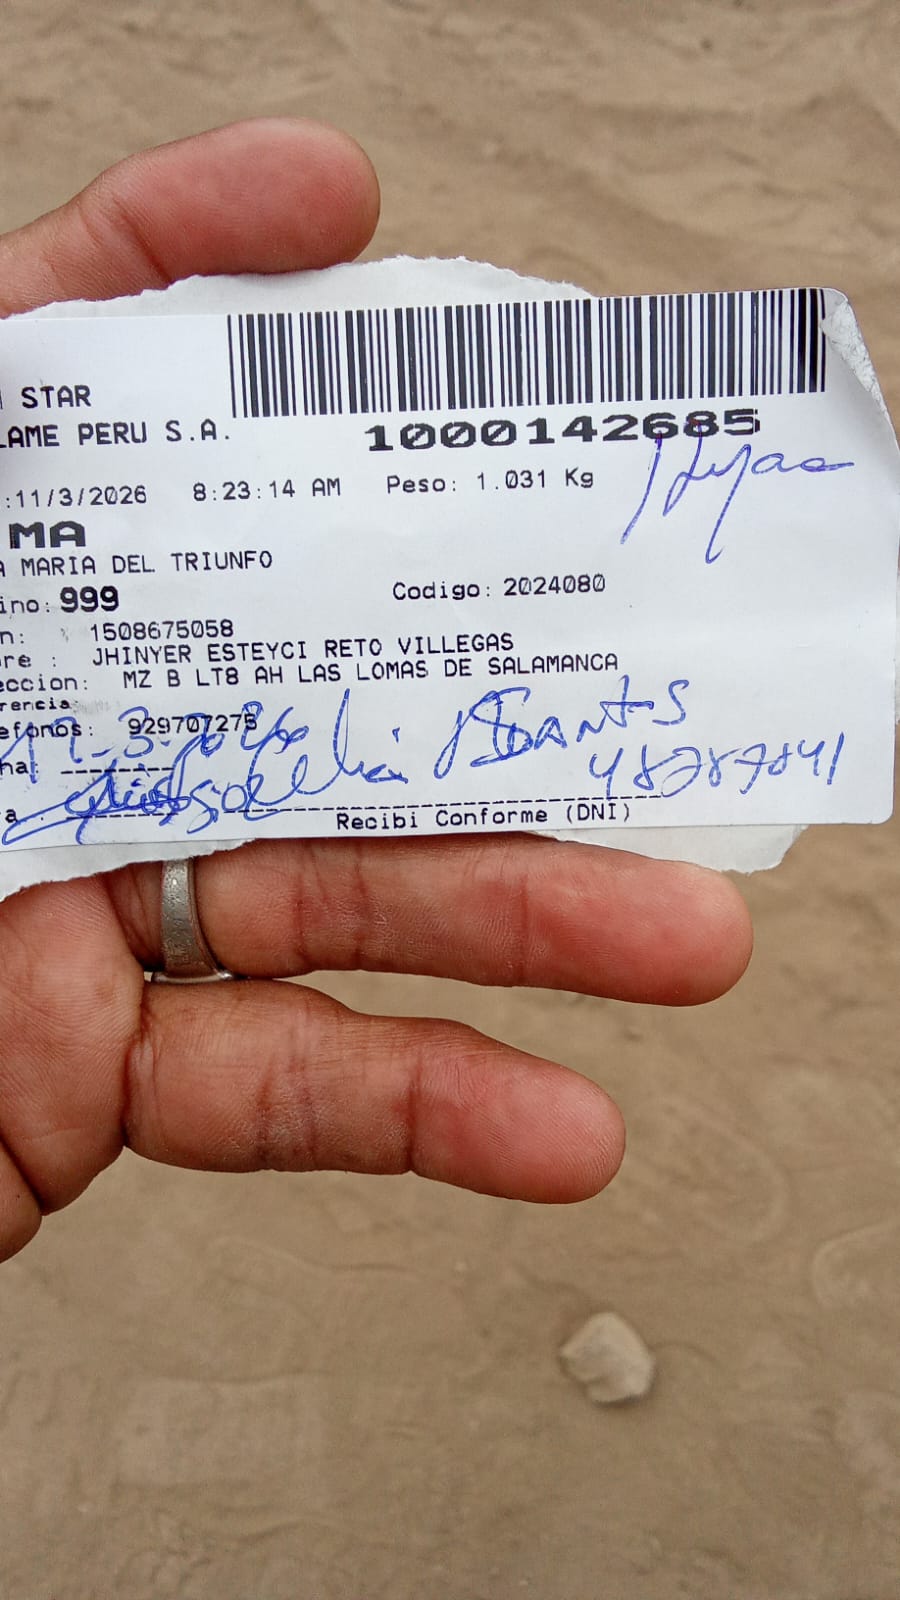 STAR
LAME PERU S.A.
1000142685
:11/3/2026 8:23:14 AM Peso: 1.031 Kg
MA
A MARIA DEL TRIUNFO
ino: 999 Codigo: 2024080
n: 1508675058
re : JHINYER ESTEYCI RETO VILLEGAS
eccion: MZ B LT8 AH LAS LOMAS DE SALAMANCA
rencia
efonos: 929707275
ha
Santos
48787841
a
Recibi Conforme (DNI)